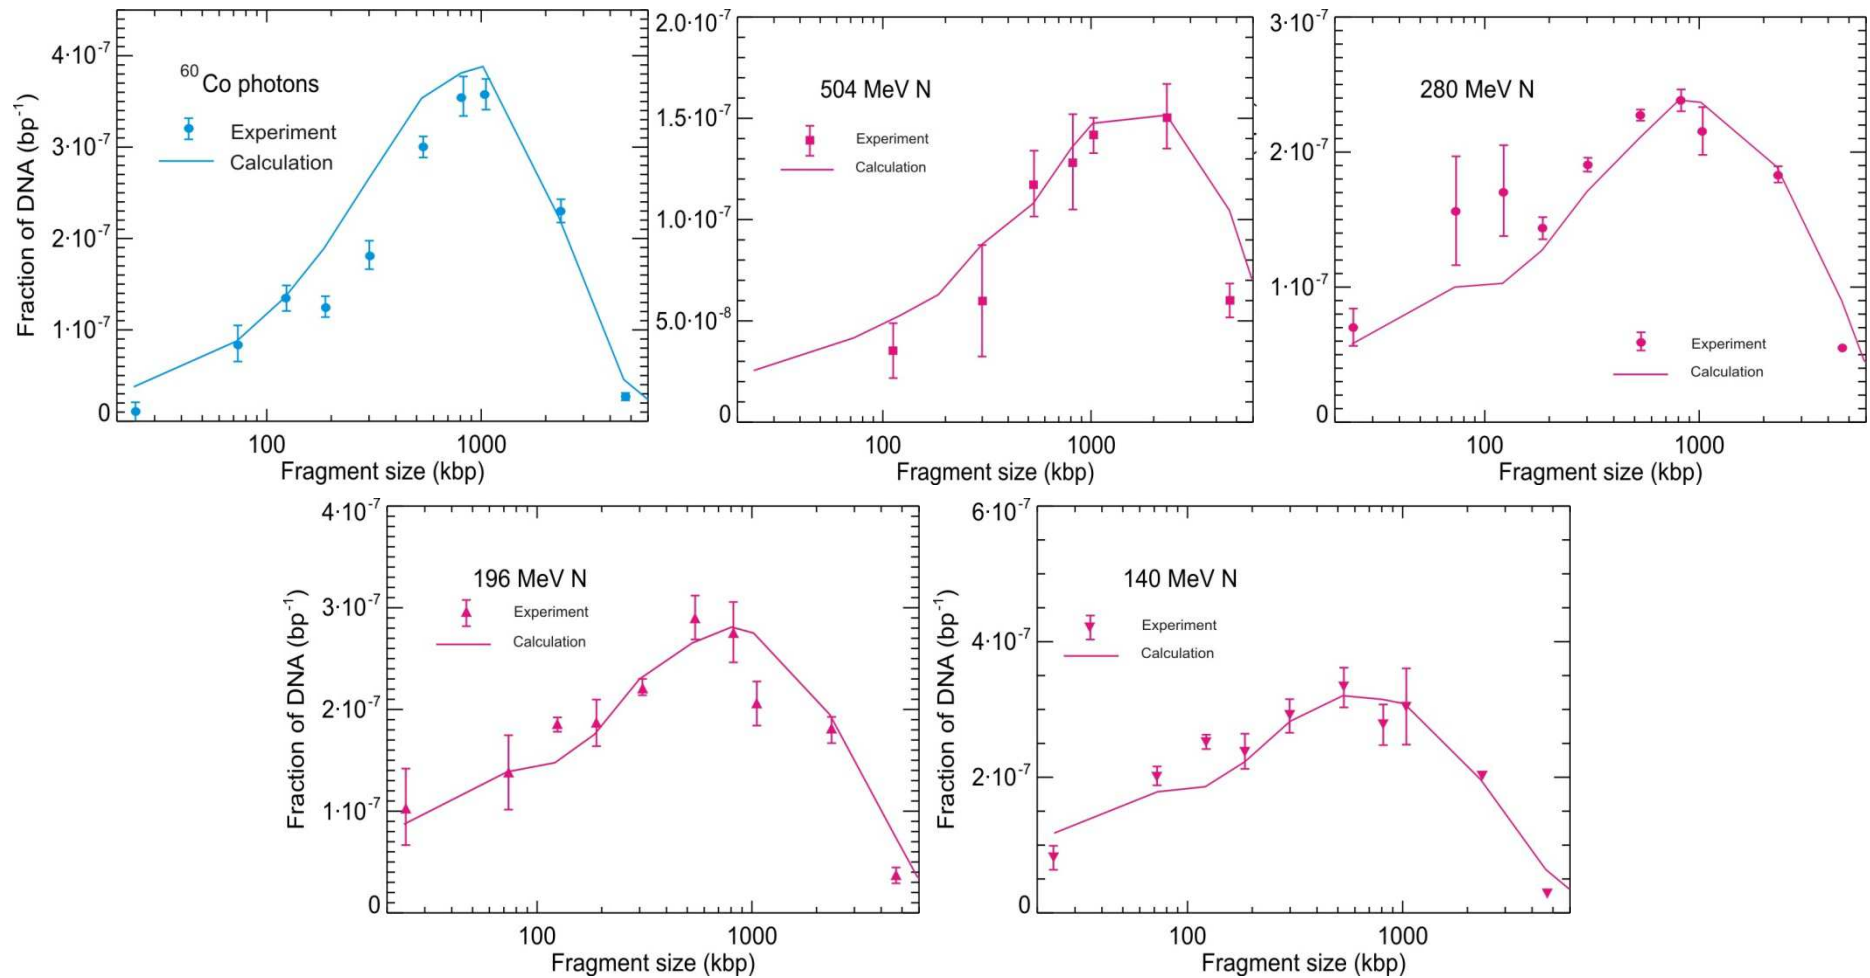 4·10⁻⁷
3·10⁻⁷
2·10⁻⁷
1·10⁻⁷
0
Fraction of DNA (bp⁻¹)
⁶⁰Co photons
Experiment
Calculation
100 1000
Fragment size (kbp)
2.0·10⁻⁷
1.5·10⁻⁷
1.0·10⁻⁷
5.0·10⁻⁸
0
504 MeV N
Experiment
Calculation
100 1000
Fragment size (kbp)
3·10⁻⁷
2·10⁻⁷
1·10⁻⁷
0
280 MeV N
Experiment
Calculation
100 1000
Fragment size (kbp)
4·10⁻⁷
3·10⁻⁷
2·10⁻⁷
1·10⁻⁷
0
Fraction of DNA (bp⁻¹)
196 MeV N
Experiment
Calculation
100 1000
Fragment size (kbp)
6·10⁻⁷
4·10⁻⁷
2·10⁻⁷
0
Fraction of DNA (bp⁻¹)
140 MeV N
Experiment
Calculation
100 1000
Fragment size (kbp)